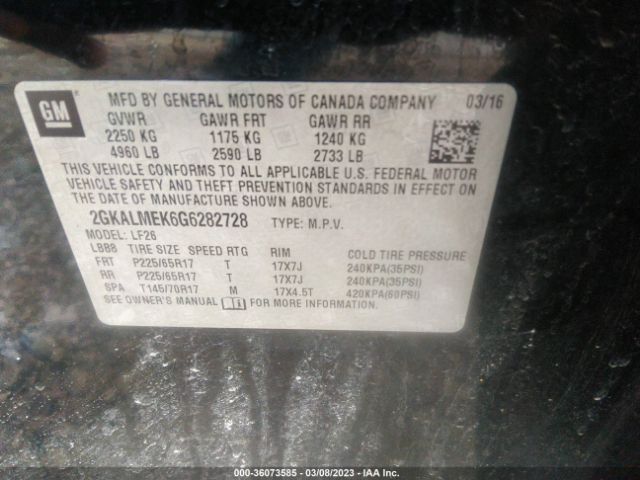 GM
MFD BY GENERAL MOTORS OF CANADA COMPANY 03/16
GVWR GAWR FRT GAWR RR
2250 KG 1175 KG 1240 KG
4960 LB 2590 LB 2733 LB
THIS VEHICLE CONFORMS TO ALL APPLICABLE U.S. FEDERAL MOTOR
VEHICLE SAFETY AND THEFT PREVENTION STANDARDS IN EFFECT ON
THE DATE OF MANUFACTURE SHOWN ABOVE.
2GKALMEK6G6282728 TYPE: M.P.V.
MODEL: LF26
LBBB TIRE SIZE SPEED RTG RIM COLD TIRE PRESSURE
FRT P225/65R17 T 17X7J 240KPA(35PSI)
RR P225/65R17 T 17X7J 240KPA(35PSI)
SPA T145/70R17 M 17X4.5T 420KPA(60PSI)
SEE OWNER'S MANUAL FOR MORE INFORMATION.
000-36073585 - 03/08/2023 - IAA Inc.